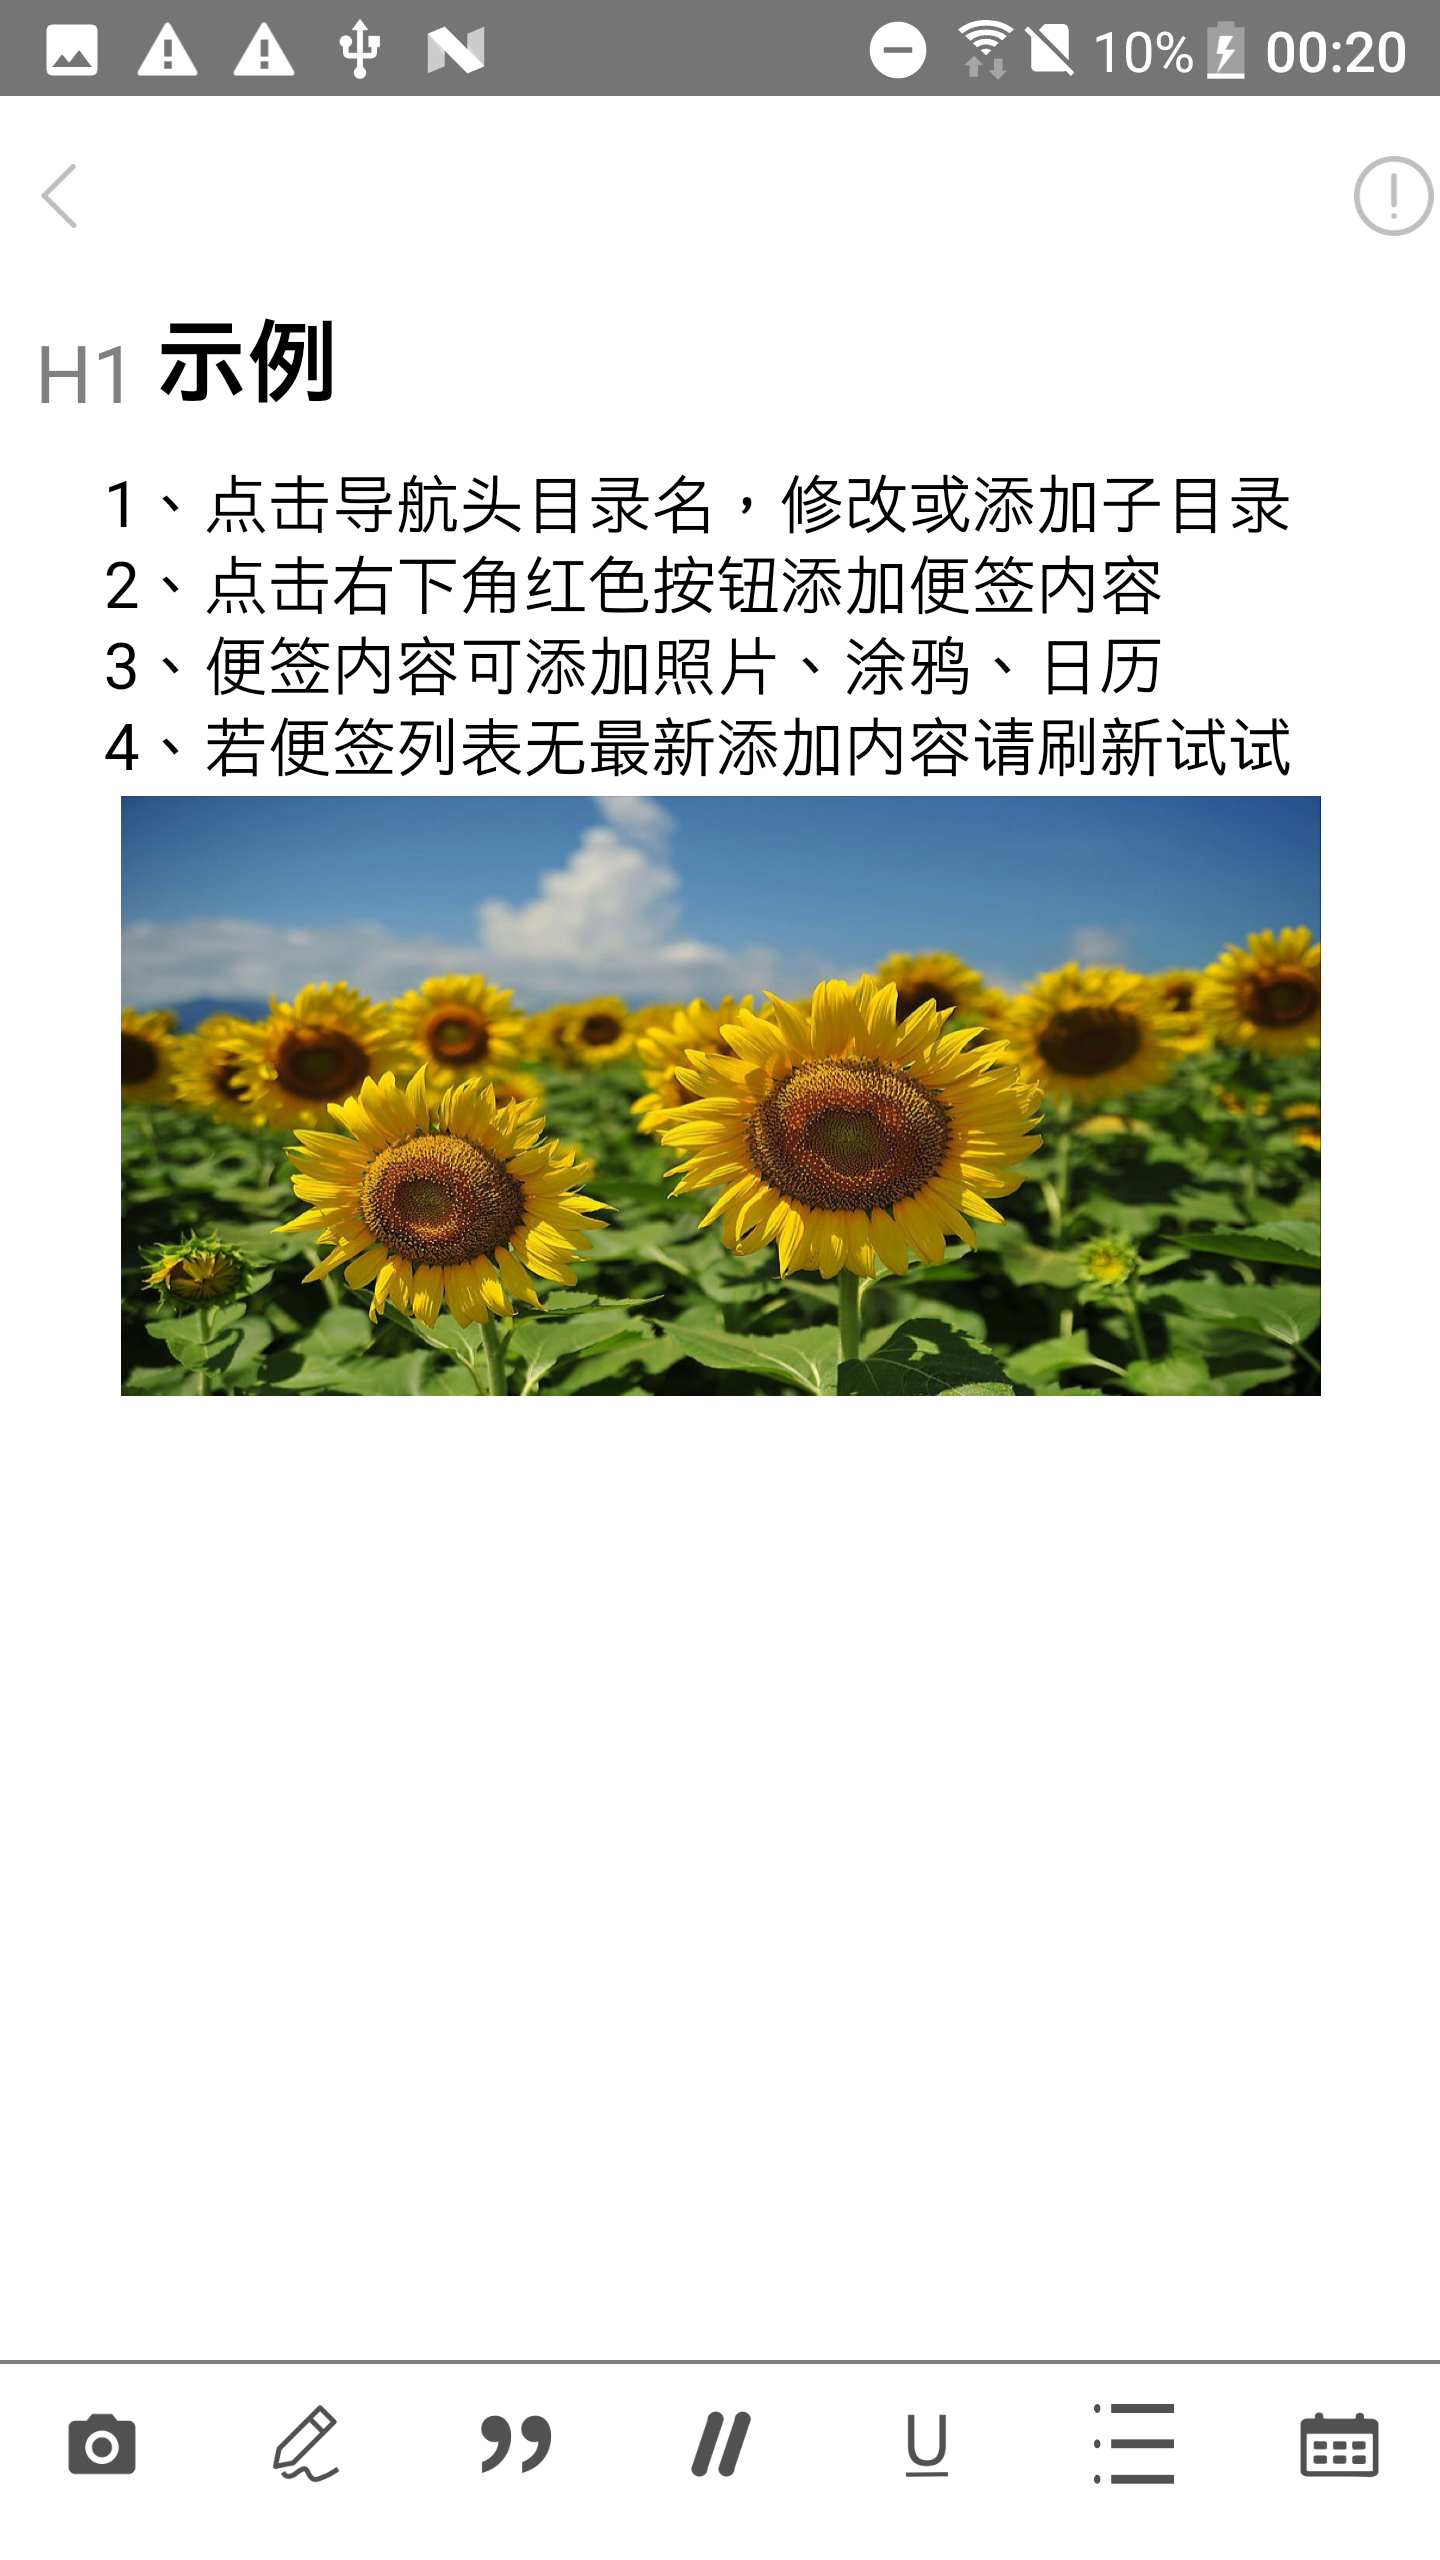 10% 00:20
H1 示例
1、点击导航头目录名，修改或添加子目录
2、点击右下角红色按钮添加便签内容
3、便签内容可添加照片、涂鸦、日历
4、若便签列表无最新添加内容请刷新试试
U